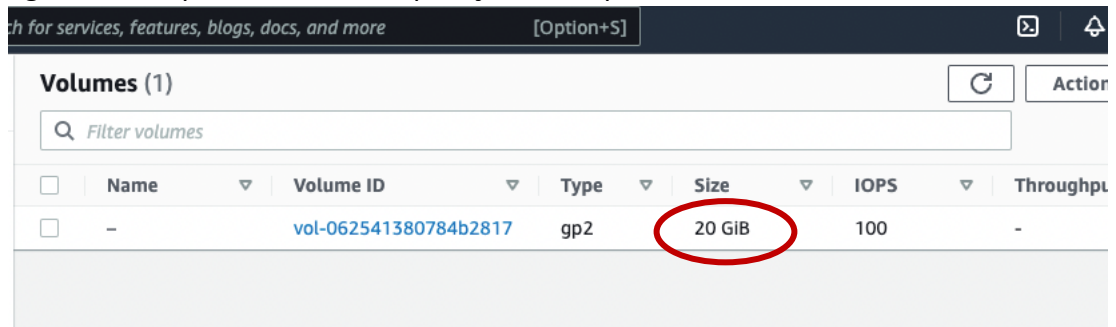 for services, features, blogs, docs, and more [Option+S]
Volumes (1)
Filter volumes
Name Volume ID Type Size IOPS Throughpu
– vol-062541380784b2817 gp2 20 GiB 100 -
Action